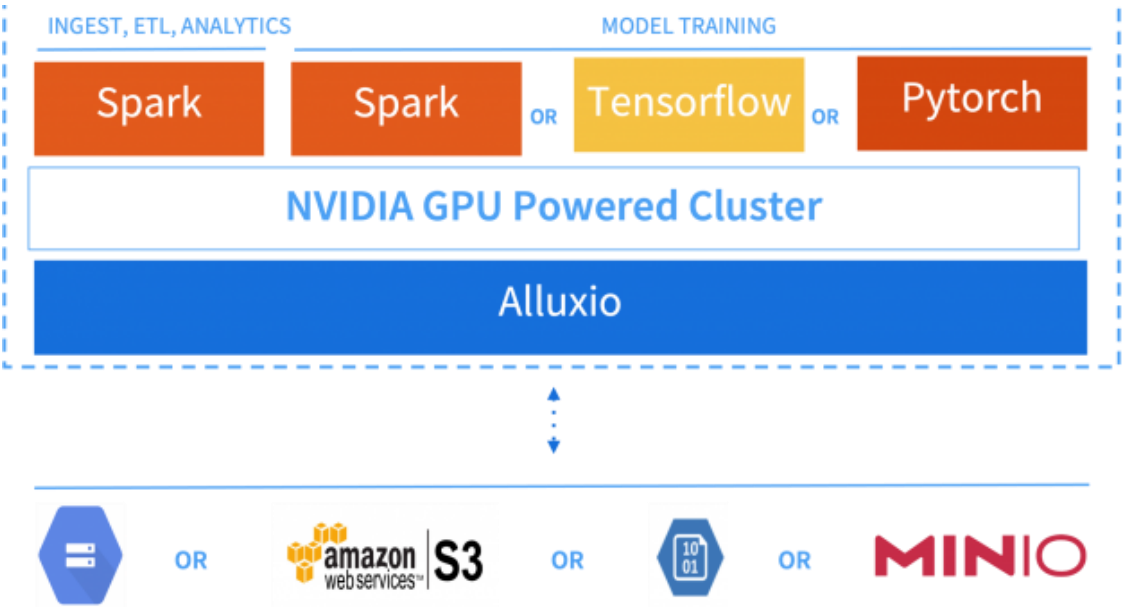 INGEST, ETL, ANALYTICS
MODEL TRAINING
Spark
Spark
OR
Tensorflow
OR
Pytorch
NVIDIA GPU Powered Cluster
Alluxio
OR
amazon
web services™
S3
OR
10
01
OR
MINIO